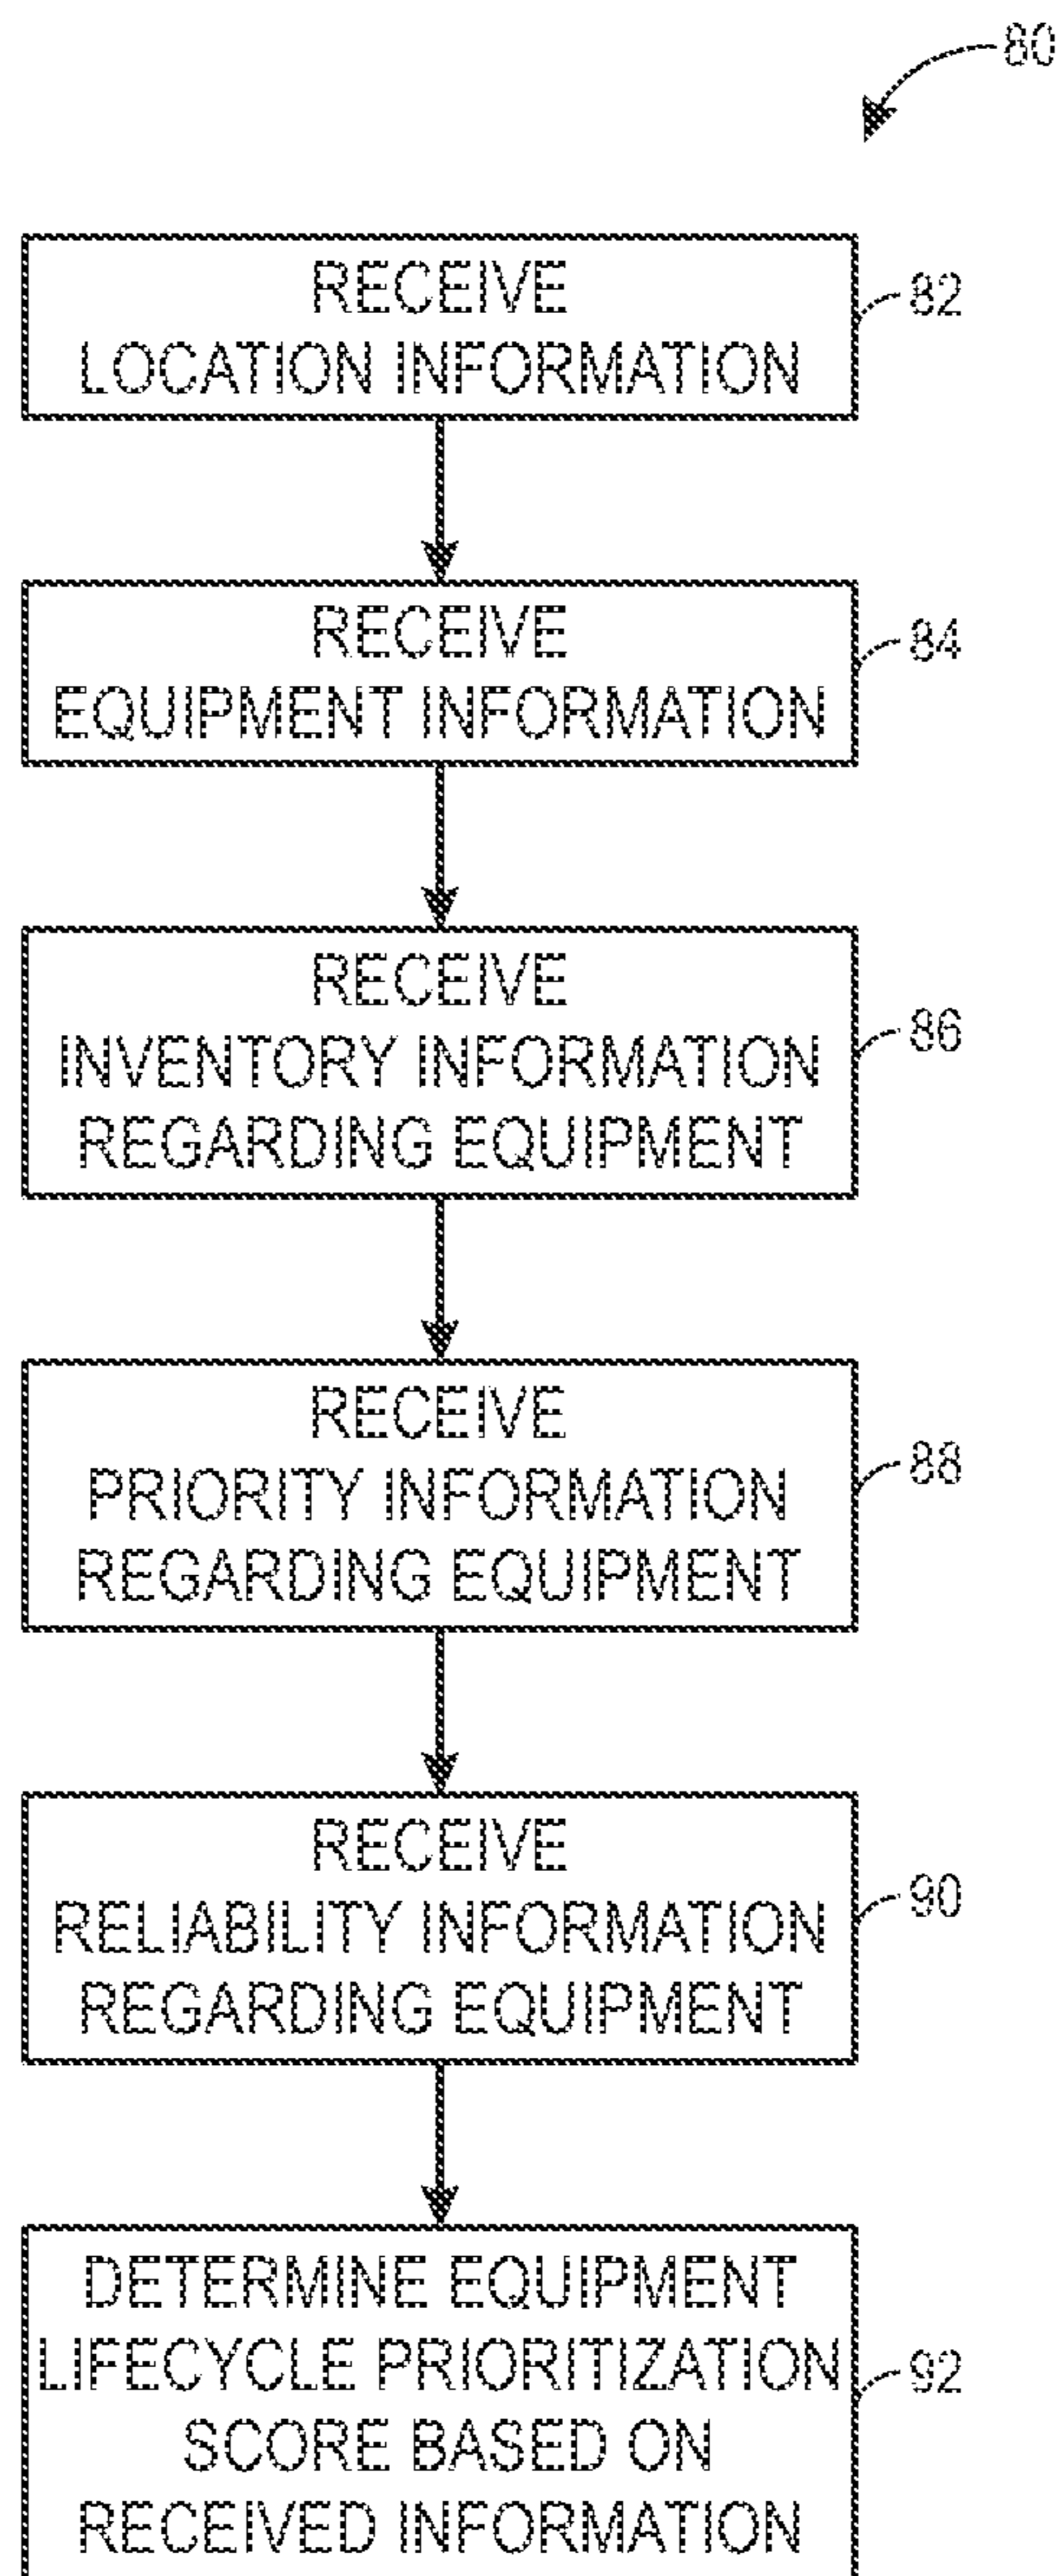 80
RECEIVE
LOCATION INFORMATION
82
RECEIVE
EQUIPMENT INFORMATION
84
RECEIVE
INVENTORY INFORMATION
REGARDING EQUIPMENT
86
RECEIVE
PRIORITY INFORMATION
REGARDING EQUIPMENT
88
RECEIVE
RELIABILITY INFORMATION
REGARDING EQUIPMENT
90
DETERMINE EQUIPMENT
LIFECYCLE PRIORITIZATION
SCORE BASED ON
RECEIVED INFORMATION
92